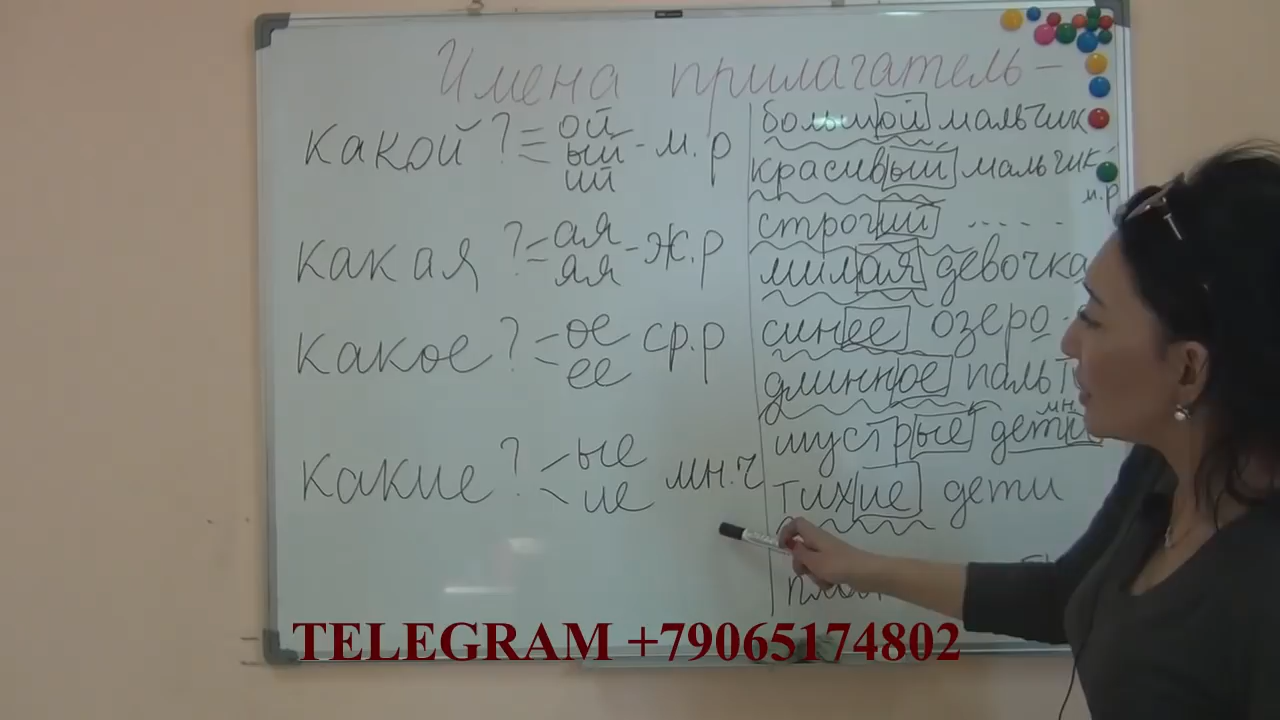 Имена прилагатель-
какой ? = ой
ый - м.р
ий
какая ? = ая - ж.р
яя
какое ? - ое ср.р
ее
какие ? - ые мн.ч
ие
большой мальчик
красивый мальчик
м.р
строгий - - - - -
милая девочка
синее озеро
длинное
мн.
шустрые дети
тихие дети
TELEGRAM +79065174802